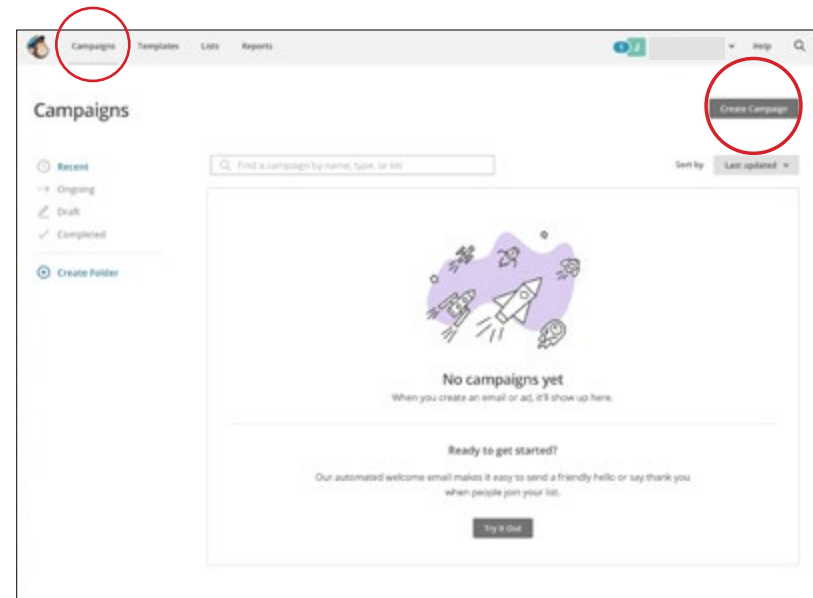 Campaigns Templates Lists Reports Help
Campaigns
Create Campaign
Recent
Find a campaign by name, type, or list
Sort by Last updated
Ongoing
Draft
Completed
Create Folder
No campaigns yet
When you create an email or ad, it'll show up here.
Ready to get started?
Our automated welcome email makes it easy to send a friendly hello or say thank you
when people join your list.
Try It Out